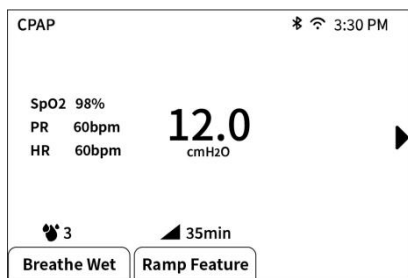 CPAP 3:30 PM
SpO2 98%
PR 60bpm
HR 60bpm
12.0
cmH2O
3 35min
Breathe Wet Ramp Feature